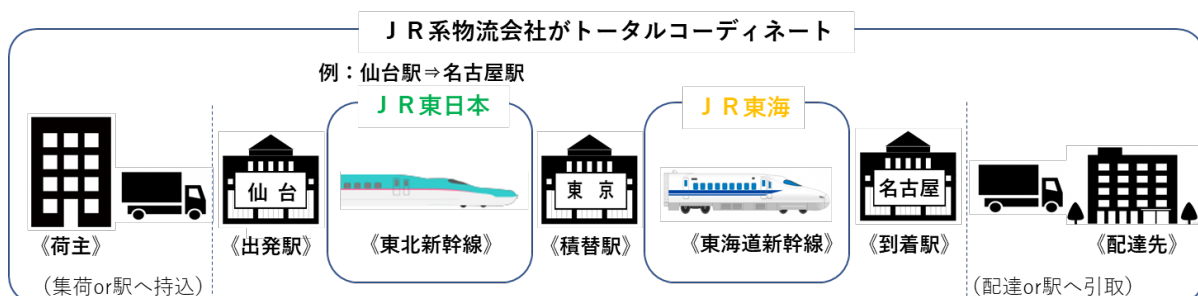 ＪＲ系物流会社がトータルコーディネート
例：仙台駅⇒名古屋駅
ＪＲ東日本
ＪＲ東海
仙台
東京
名古屋
《荷主》
《出発駅》
《東北新幹線》
《積替駅》
《東海道新幹線》
《到着駅》
《配達先》
（集荷or駅へ持込）
（配達or駅へ引取）